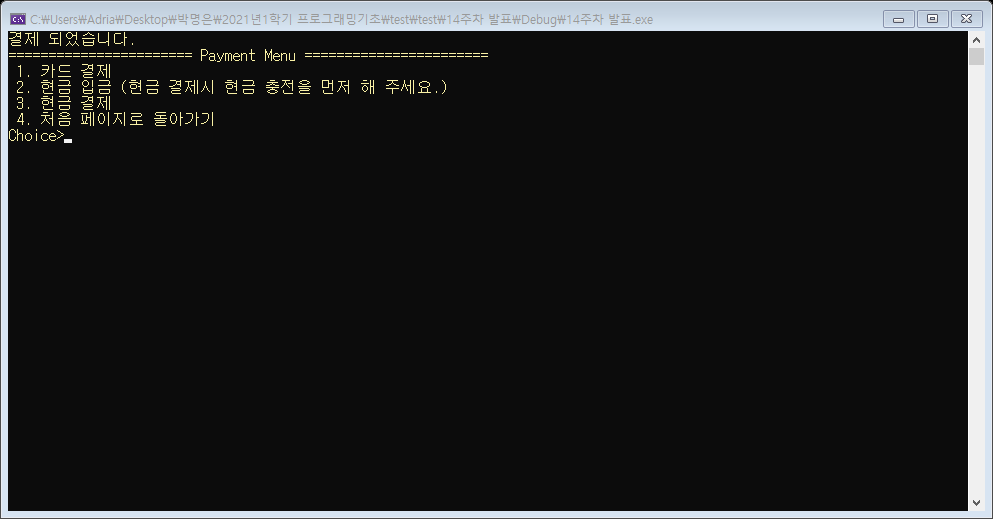 C:\Users\Adria\Desktop\박명은\2021년1학기 프로그래밍기초\test\test\14주차 발표\Debug\14주차 발표.exe
결제 되었습니다.
======================= Payment Menu =======================
1. 카드 결제
2. 현금 입금 (현금 결제시 현금 충전을 먼저 해 주세요.)
3. 현금 결제
4. 처음 페이지로 돌아가기
Choice>